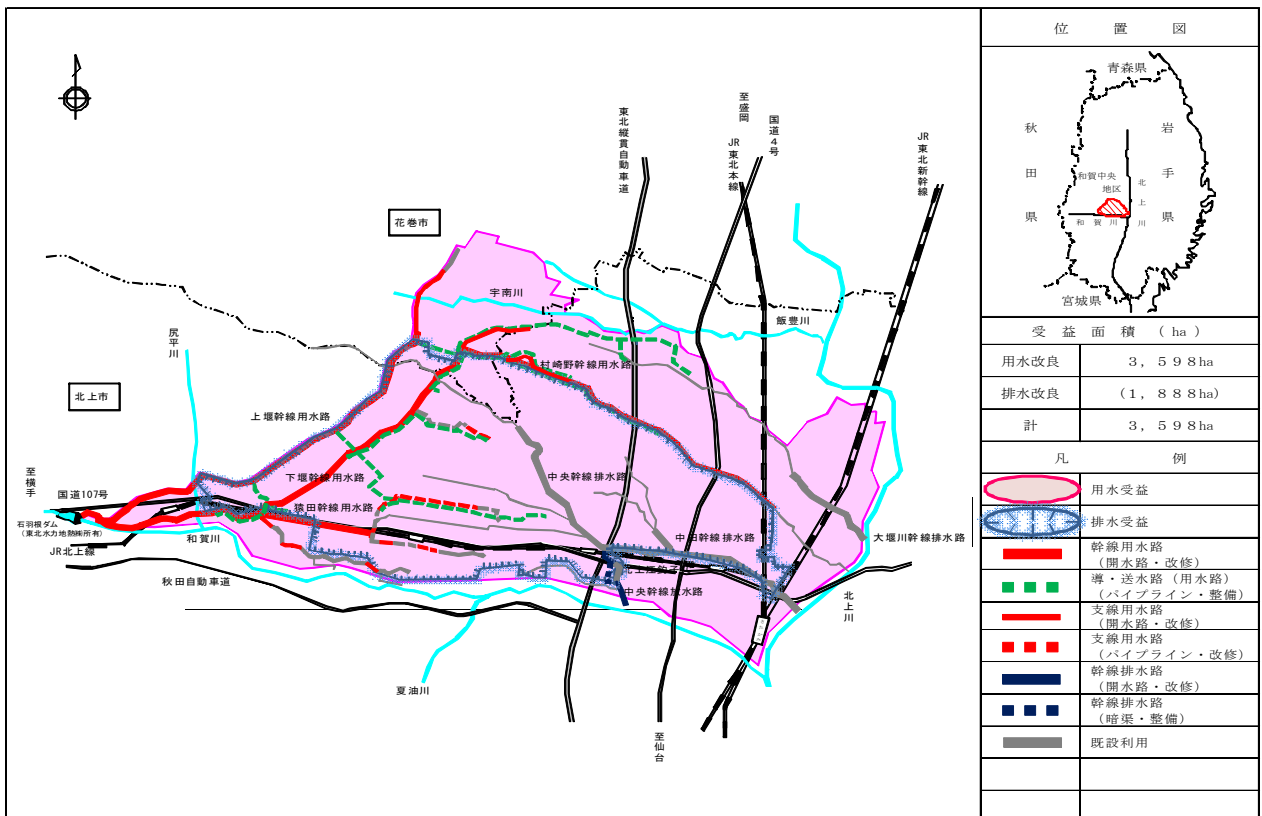 花巻市
北上市
東北縦貫自動車道
至盛岡
国道4号
JR東北本線
JR東北新幹線
宇南川
飯豊川
尻平川
村崎野幹線用水路
上堰幹線用水路
下堰幹線用水路
中央幹線排水路
猿田幹線用水路
至横手
国道107号
石羽根ダム
(東北水力地熱㈱所有)
和賀川
JR北上線
秋田自動車道
大堰川幹線排水路
中央幹線放水路
北上川
夏油川
至仙台
位置図
青森県
秋田県
岩手県
和賀中央
地区
北上川
和賀川
宮城県
受益面積 (ha)
用水改良 3,598ha
排水改良 (1,888ha)
計 3,598ha
凡例
用水受益
排水受益
幹線用水路
(開水路・改修)
導・送水路(用水路)
(パイプライン・整備)
支線用水路
(開水路・改修)
支線用水路
(パイプライン・改修)
幹線排水路
(開水路・改修)
幹線排水路
(暗渠・整備)
既設利用